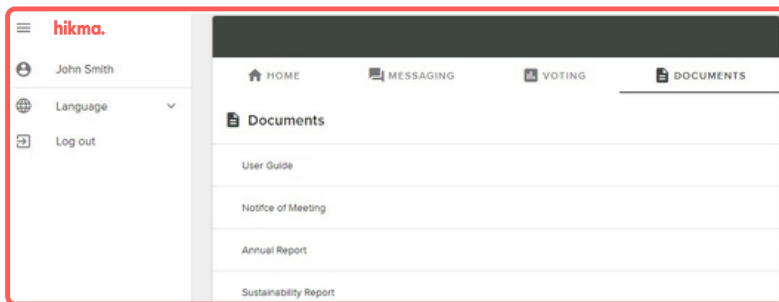 hikma.
John Smith
Language
Log out
HOME MESSAGING VOTING DOCUMENTS
Documents
User Guide
Notifce of Meeting
Annual Report
Sustainability Report